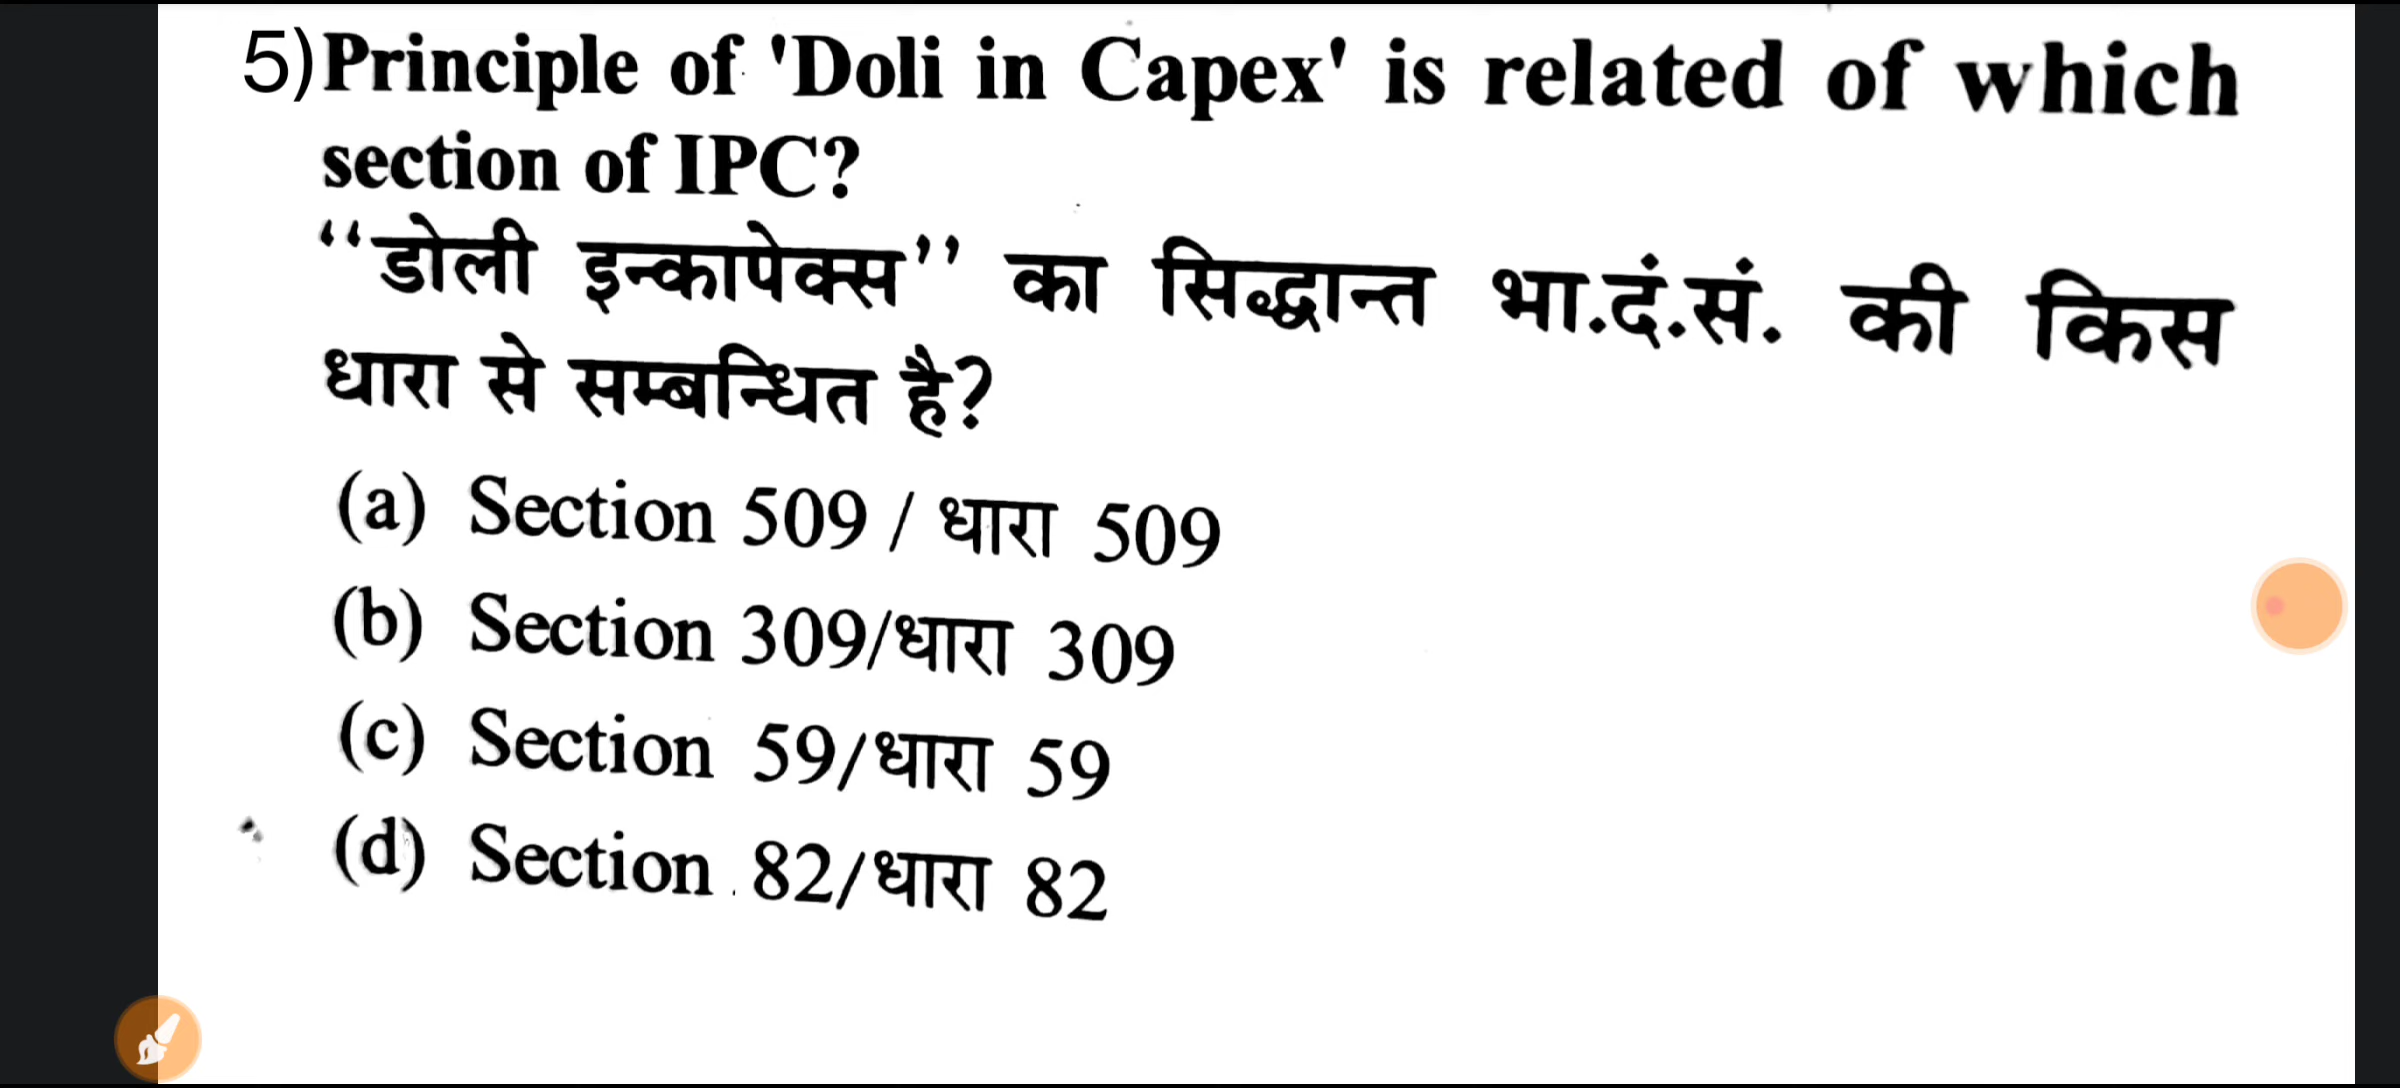 5)Principle of 'Doli in Capex' is related of which
section of IPC?
‘‘डोली इन्कापेक्स’’ का सिद्धान्त भा.दं.सं. की किस
धारा से सम्बन्धित है?
(a) Section 509 / धारा 509
(b) Section 309/धारा 309
(c) Section 59/धारा 59
(d) Section 82/धारा 82